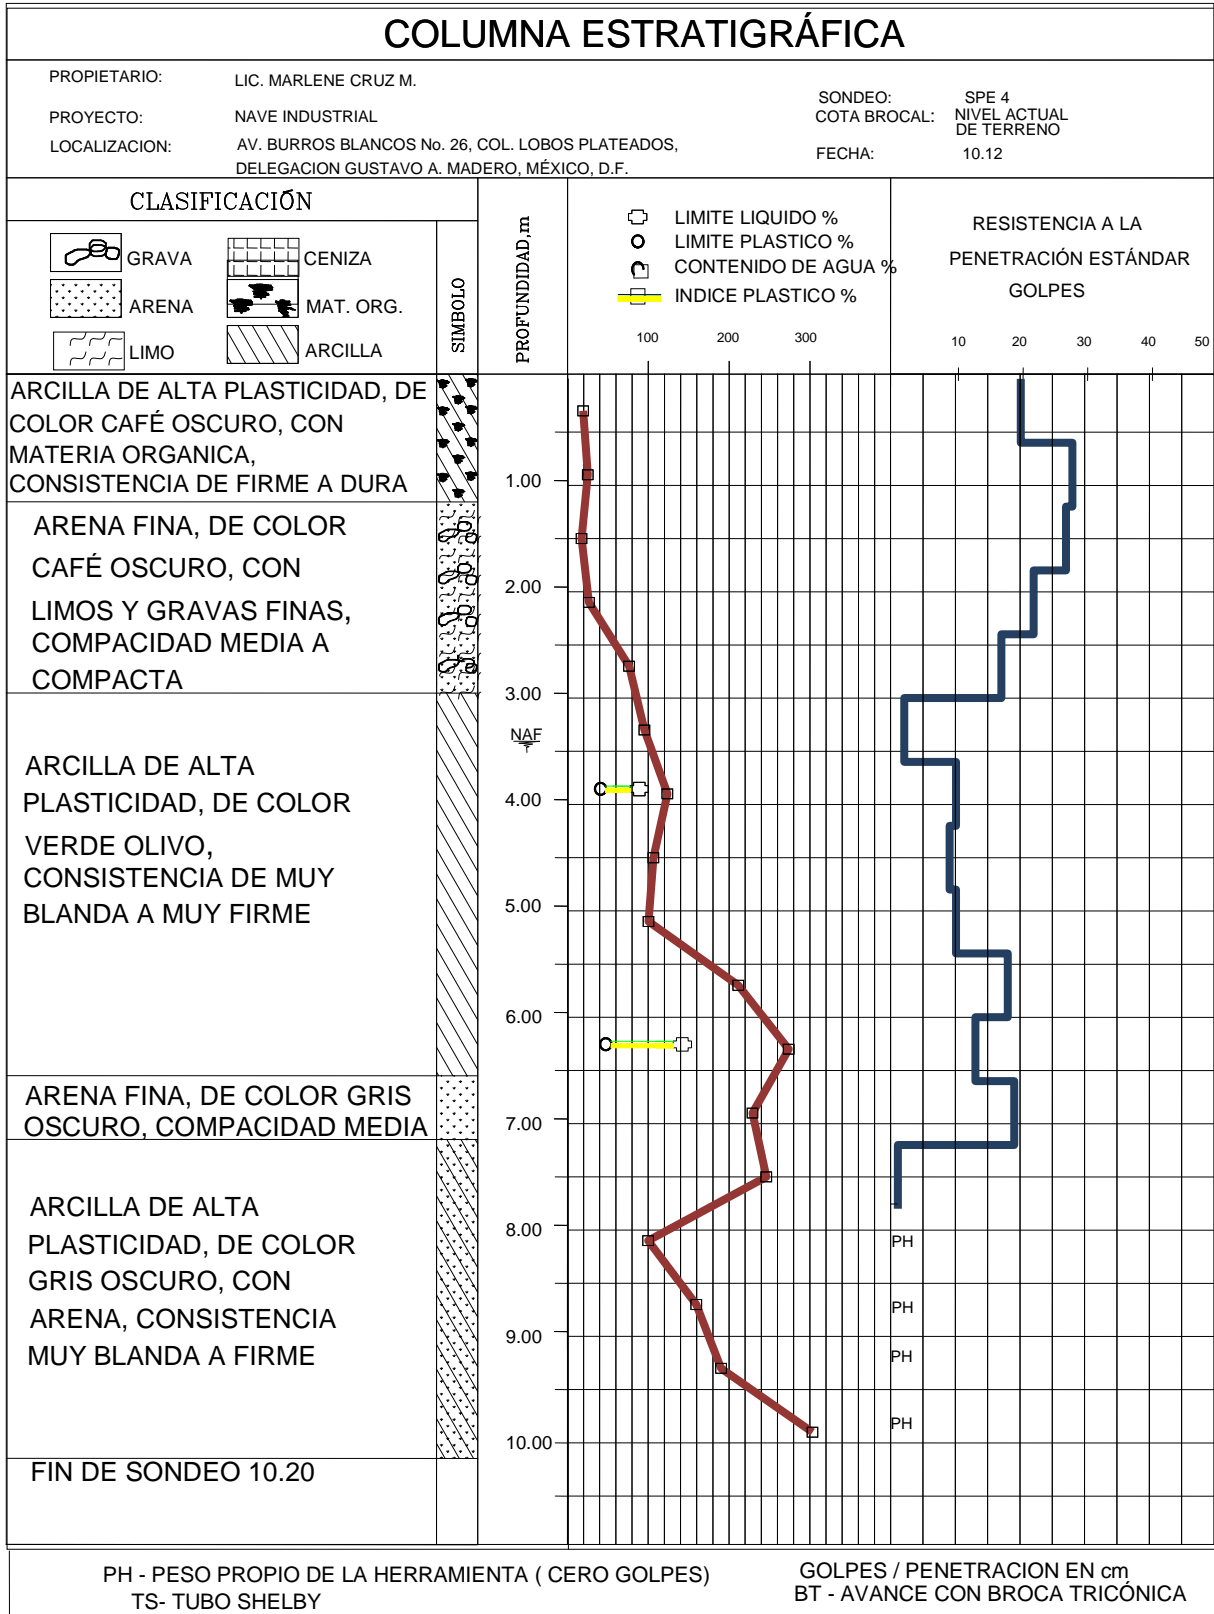 COLUMNA ESTRATIGRÁFICA
PROPIETARIO:
LIC. MARLENE CRUZ M.
PROYECTO:
NAVE INDUSTRIAL
LOCALIZACION:
AV. BURROS BLANCOS No. 26, COL. LOBOS PLATEADOS,
DELEGACION GUSTAVO A. MADERO, MÉXICO, D.F.
SONDEO:
SPE 4
COTA BROCAL:
NIVEL ACTUAL
DE TERRENO
FECHA:
10.12
CLASIFICACIÓN
GRAVA
CENIZA
ARENA
MAT. ORG.
LIMO
ARCILLA
SIMBOLO
PROFUNDIDAD,m
LIMITE LIQUIDO %
LIMITE PLASTICO %
CONTENIDO DE AGUA %
INDICE PLASTICO %
100 200 300
RESISTENCIA A LA
PENETRACIÓN ESTÁNDAR
GOLPES
10 20 30 40 50
ARCILLA DE ALTA PLASTICIDAD, DE
COLOR CAFÉ OSCURO, CON
MATERIA ORGANICA,
CONSISTENCIA DE FIRME A DURA
ARENA FINA, DE COLOR
CAFÉ OSCURO, CON
LIMOS Y GRAVAS FINAS,
COMPACIDAD MEDIA A
COMPACTA
ARCILLA DE ALTA
PLASTICIDAD, DE COLOR
VERDE OLIVO,
CONSISTENCIA DE MUY
BLANDA A MUY FIRME
ARENA FINA, DE COLOR GRIS
OSCURO, COMPACIDAD MEDIA
ARCILLA DE ALTA
PLASTICIDAD, DE COLOR
GRIS OSCURO, CON
ARENA, CONSISTENCIA
MUY BLANDA A FIRME
FIN DE SONDEO 10.20
1.00
2.00
3.00
NAF
4.00
5.00
6.00
7.00
8.00
9.00
10.00
PH
PH
PH
PH
PH - PESO PROPIO DE LA HERRAMIENTA ( CERO GOLPES)
TS- TUBO SHELBY
GOLPES / PENETRACION EN cm
BT - AVANCE CON BROCA TRICÓNICA